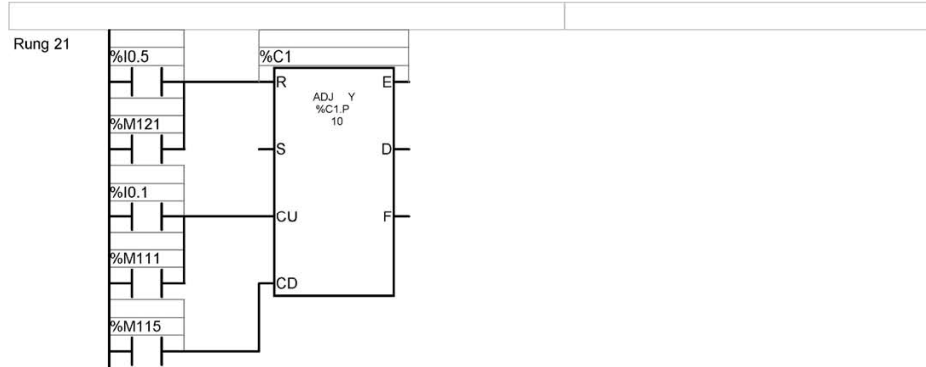 Rung 21
%I0.5
%C1
R
E
ADJ Y
%C1.P
10
%M121
S
D
%I0.1
CU
F
%M111
CD
%M115